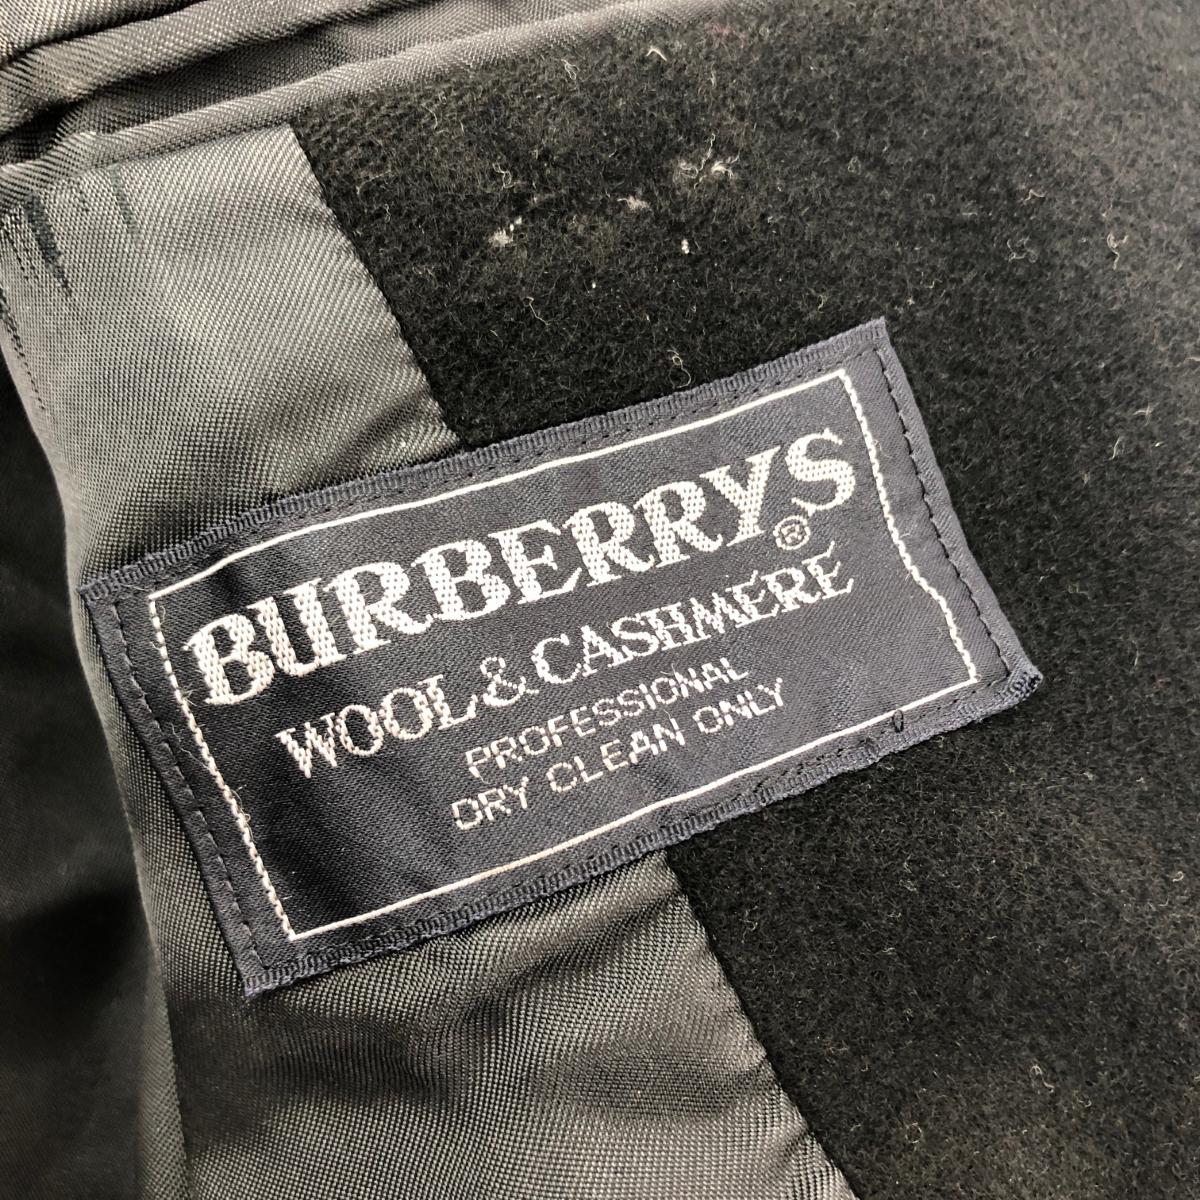 BURBERRYS®
WOOL & CASHMERE
PROFESSIONAL
DRY CLEAN ONLY